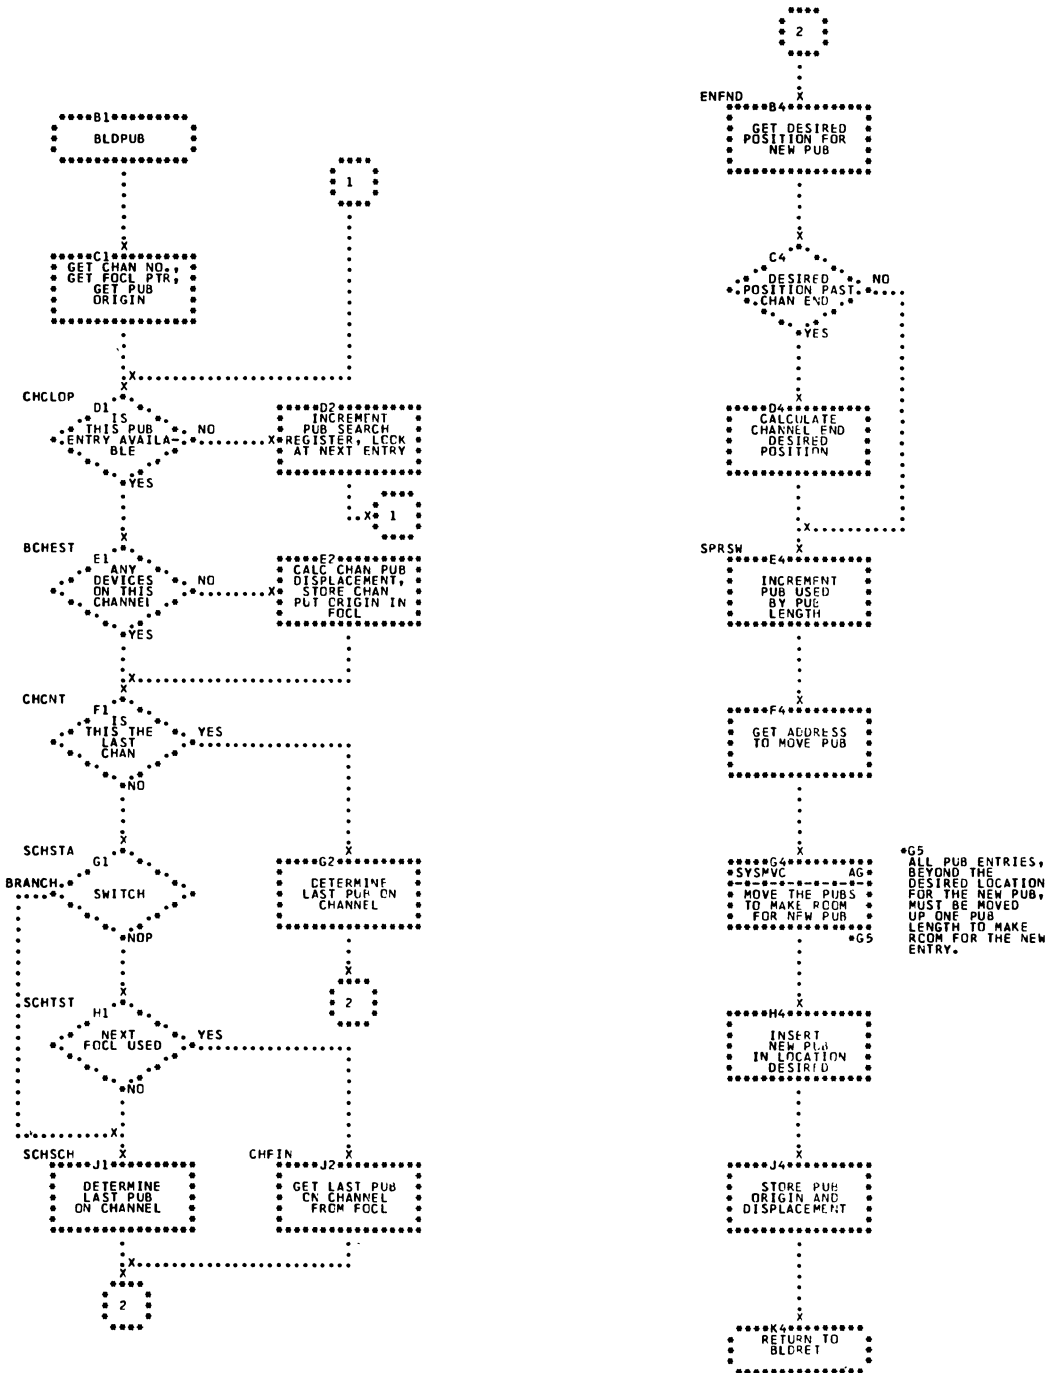 B1
BLDPUB
1
C1
GET CHAN NO.,
GET FOCL PTR,
GET PUB
ORIGIN
CHCLOP
D1
IS
THIS PUB
ENTRY AVAILA-
BLE
NO
YES
D2
INCREMENT
PUB SEARCH
REGISTER, LOCK
AT NEXT ENTRY
1
BCHEST
E1
ANY
DEVICES
ON THIS
CHANNEL
NO
YES
E2
CALC CHAN PUB
DISPLACEMENT,
STORE CHAN
PUT ORIGIN IN
FOCL
CHCNT
F1
IS
THIS THE
LAST
CHAN
YES
NO
SCHSTA
G1
BRANCH
SWITCH
NOP
G2
DETERMINE
LAST PUB ON
CHANNEL
2
SCHTST
H1
NEXT
FOCL USED
YES
NO
SCHSCH
J1
DETERMINE
LAST PUB
ON CHANNEL
CHFIN
J2
GET LAST PUB
ON CHANNEL
FROM FOCL
2
2
ENFND
B4
GET DESIRED
POSITION FOR
NEW PUB
C4
DESIRED
POSITION PAST
CHAN END
NO
YES
D4
CALCULATE
CHANNEL END
DESIRED
POSITION
SPRSW
E4
INCREMENT
PUB USED
BY PUB
LENGTH
F4
GET ADDRESS
TO MOVE PUB
G4
SYSMVC AG
MOVE THE PUBS
TO MAKE ROOM
FOR NEW PUB
*G5
*G5
ALL PUB ENTRIES,
BEYOND THE
DESIRED LOCATION
FOR THE NEW PUB,
MUST BE MOVED
UP ONE PUB
LENGTH TO MAKE
ROOM FOR THE NEW
ENTRY.
H4
INSERT
NEW PUB
IN LOCATION
DESIRED
J4
STORE PUB
ORIGIN AND
DISPLACEMENT
K4
RETURN TO
BLDRET